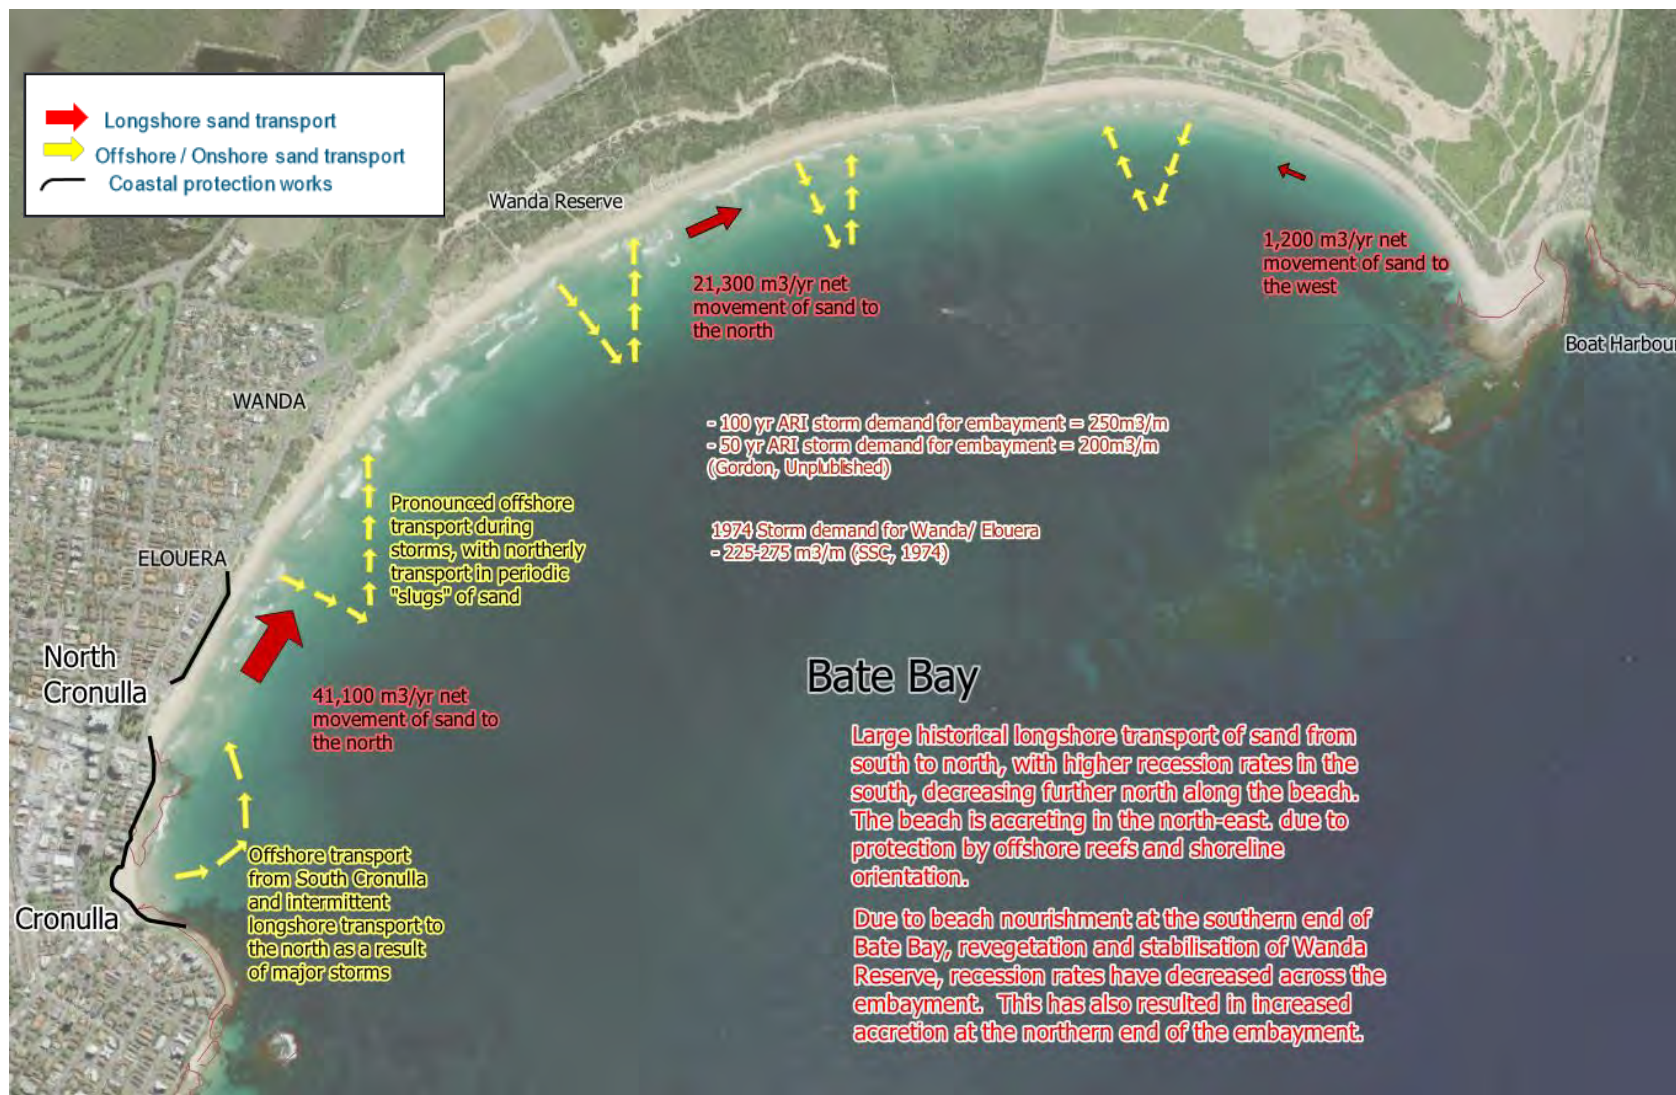 Longshore sand transport
Offshore / Onshore sand transport
Coastal protection works
Wanda Reserve
21,300 m3/yr net
movement of sand to
the north
1,200 m3/yr net
movement of sand to
the west
Boat Harbour
WANDA
- 100 yr ARI storm demand for embayment = 250m3/m
- 50 yr ARI storm demand for embayment = 200m3/m
(Gordon, Unplublished)
1974 Storm demand for Wanda/ Elouera
- 225-275 m3/m (SSC, 1974)
Pronounced offshore
transport during
storms, with northerly
transport in periodic
"slugs" of sand
ELOUERA
North
Cronulla
41,100 m3/yr net
movement of sand to
the north
Bate Bay
Large historical longshore transport of sand from
south to north, with higher recession rates in the
south, decreasing further north along the beach.
The beach is accreting in the north-east. due to
protection by offshore reefs and shoreline
orientation.
Due to beach nourishment at the southern end of
Bate Bay, revegetation and stabilisation of Wanda
Reserve, recession rates have decreased across the
embayment. This has also resulted in increased
accretion at the northern end of the embayment.
Offshore transport
from South Cronulla
and intermittent
longshore transport to
the north as a result
of major storms
Cronulla